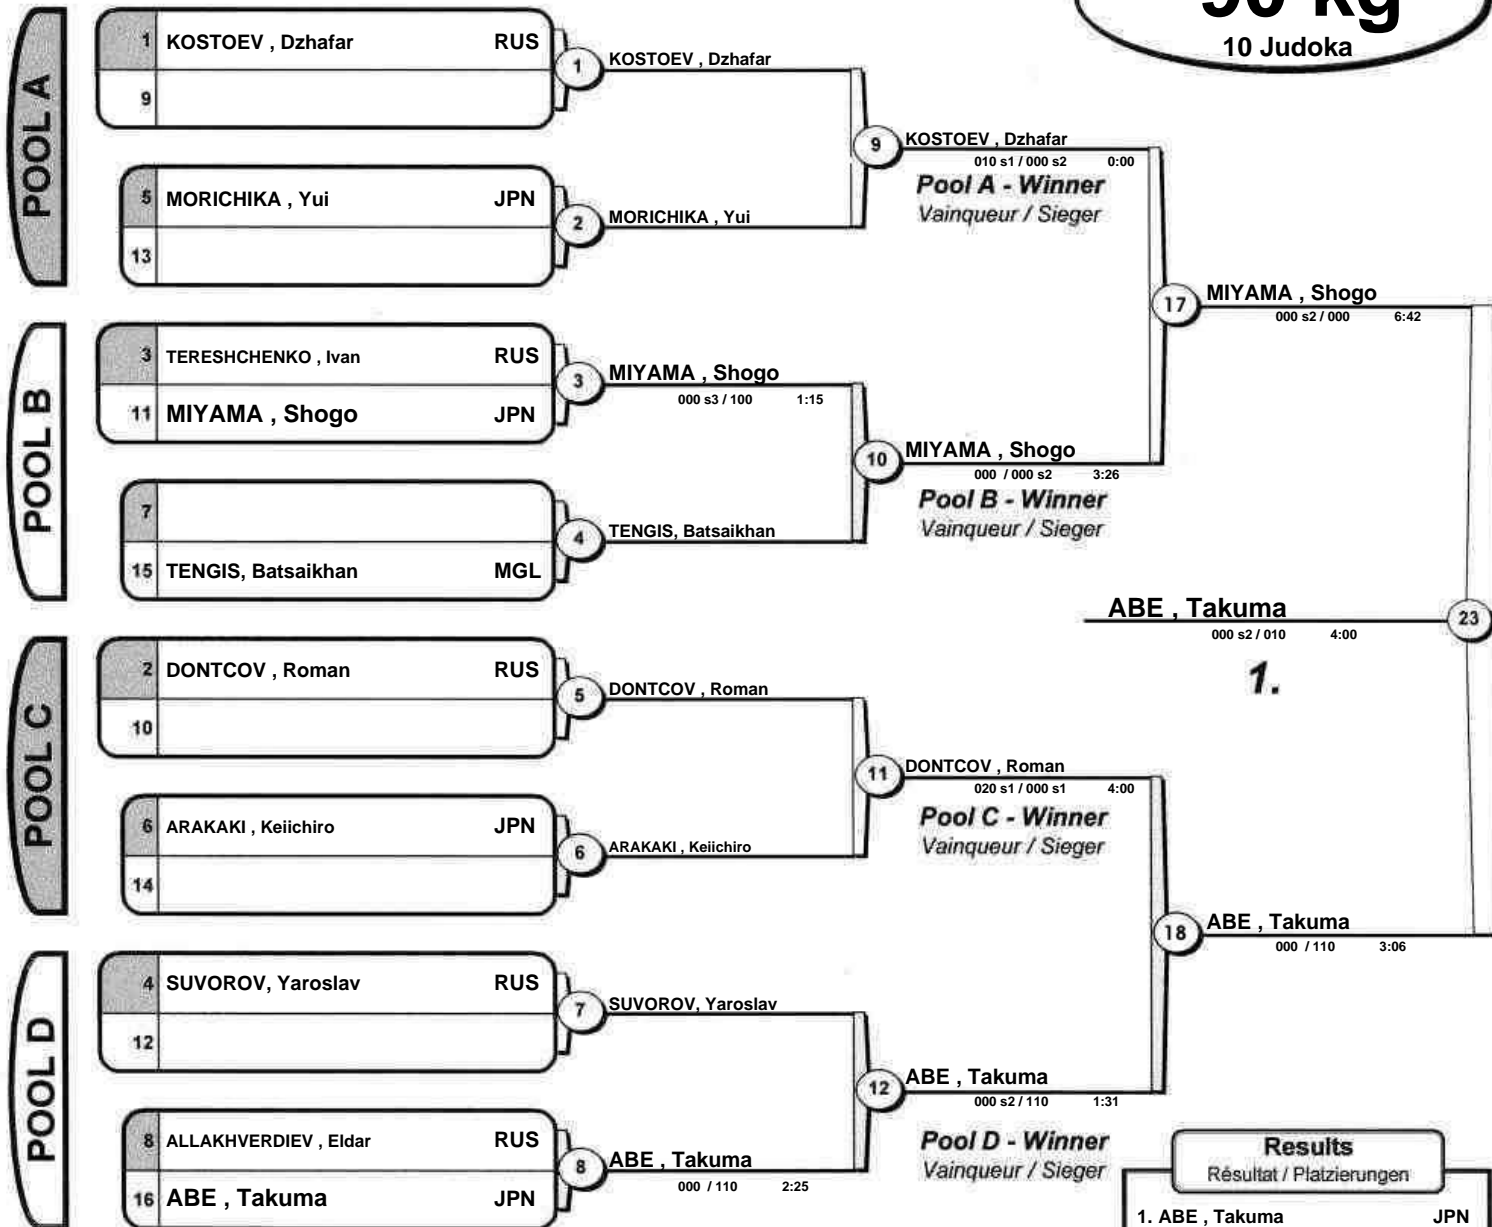 90 kg
10 Judoka
POOL A
1 KOSTOEV , Dzhafar RUS
9
1 KOSTOEV , Dzhafar
5 MORICHIKA , Yui JPN
13
2 MORICHIKA , Yui
9 KOSTOEV , Dzhafar
010 s1 / 000 s2 0:00
Pool A - Winner
Vainqueur / Sieger
POOL B
3 TERESHCHENKO , Ivan RUS
11 MIYAMA , Shogo JPN
3 MIYAMA , Shogo
000 s3 / 100 1:15
7
15 TENGIS, Batsaikhan MGL
4 TENGIS, Batsaikhan
10 MIYAMA , Shogo
000 / 000 s2 3:26
Pool B - Winner
Vainqueur / Sieger
17 MIYAMA , Shogo
000 s2 / 000 6:42
ABE , Takuma 23
000 s2 / 010 4:00
1.
POOL C
2 DONTCOV , Roman RUS
10
5 DONTCOV , Roman
6 ARAKAKI , Keiichiro JPN
14
6 ARAKAKI , Keiichiro
11 DONTCOV , Roman
020 s1 / 000 s1 4:00
Pool C - Winner
Vainqueur / Sieger
POOL D
4 SUVOROV, Yaroslav RUS
12
7 SUVOROV, Yaroslav
8 ALLAKHVERDIEV , Eldar RUS
16 ABE , Takuma JPN
8 ABE , Takuma
000 / 110 2:25
12 ABE , Takuma
000 s2 / 110 1:31
Pool D - Winner
Vainqueur / Sieger
18 ABE , Takuma
000 / 110 3:06
Results
Résultat / Platzierungen
1. ABE , Takuma JPN